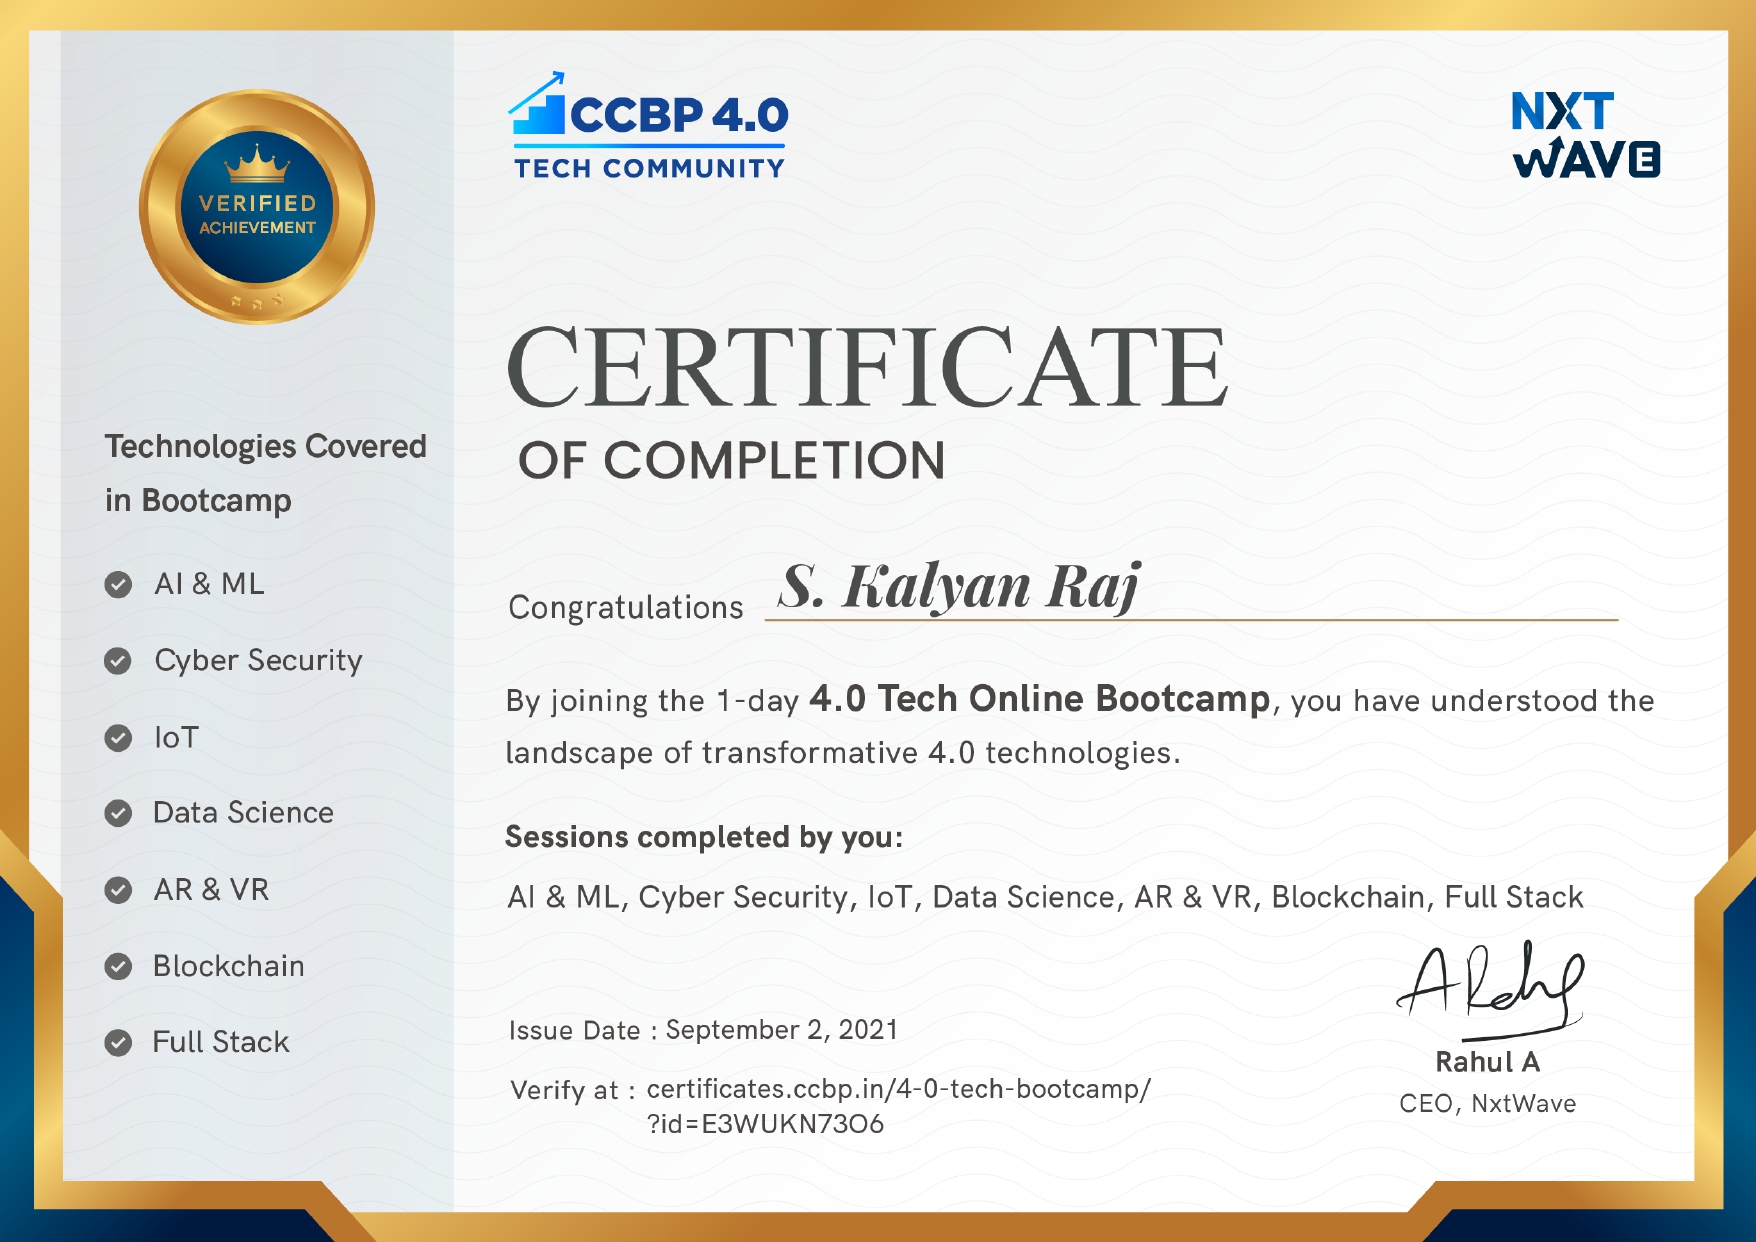 VERIFIED
ACHIEVEMENT
Technologies Covered
in Bootcamp
AI & ML
Cyber Security
IoT
Data Science
AR & VR
Blockchain
Full Stack
CCBP 4.0
TECH COMMUNITY
NXT
WAVE
CERTIFICATE
OF COMPLETION
Congratulations S. Kalyan Raj
By joining the 1-day 4.0 Tech Online Bootcamp, you have understood the
landscape of transformative 4.0 technologies.
Sessions completed by you:
AI & ML, Cyber Security, IoT, Data Science, AR & VR, Blockchain, Full Stack
Issue Date : September 2, 2021
Verify at : certificates.ccbp.in/4-0-tech-bootcamp/
?id=E3WUKN73O6
Rahul A
CEO, NxtWave